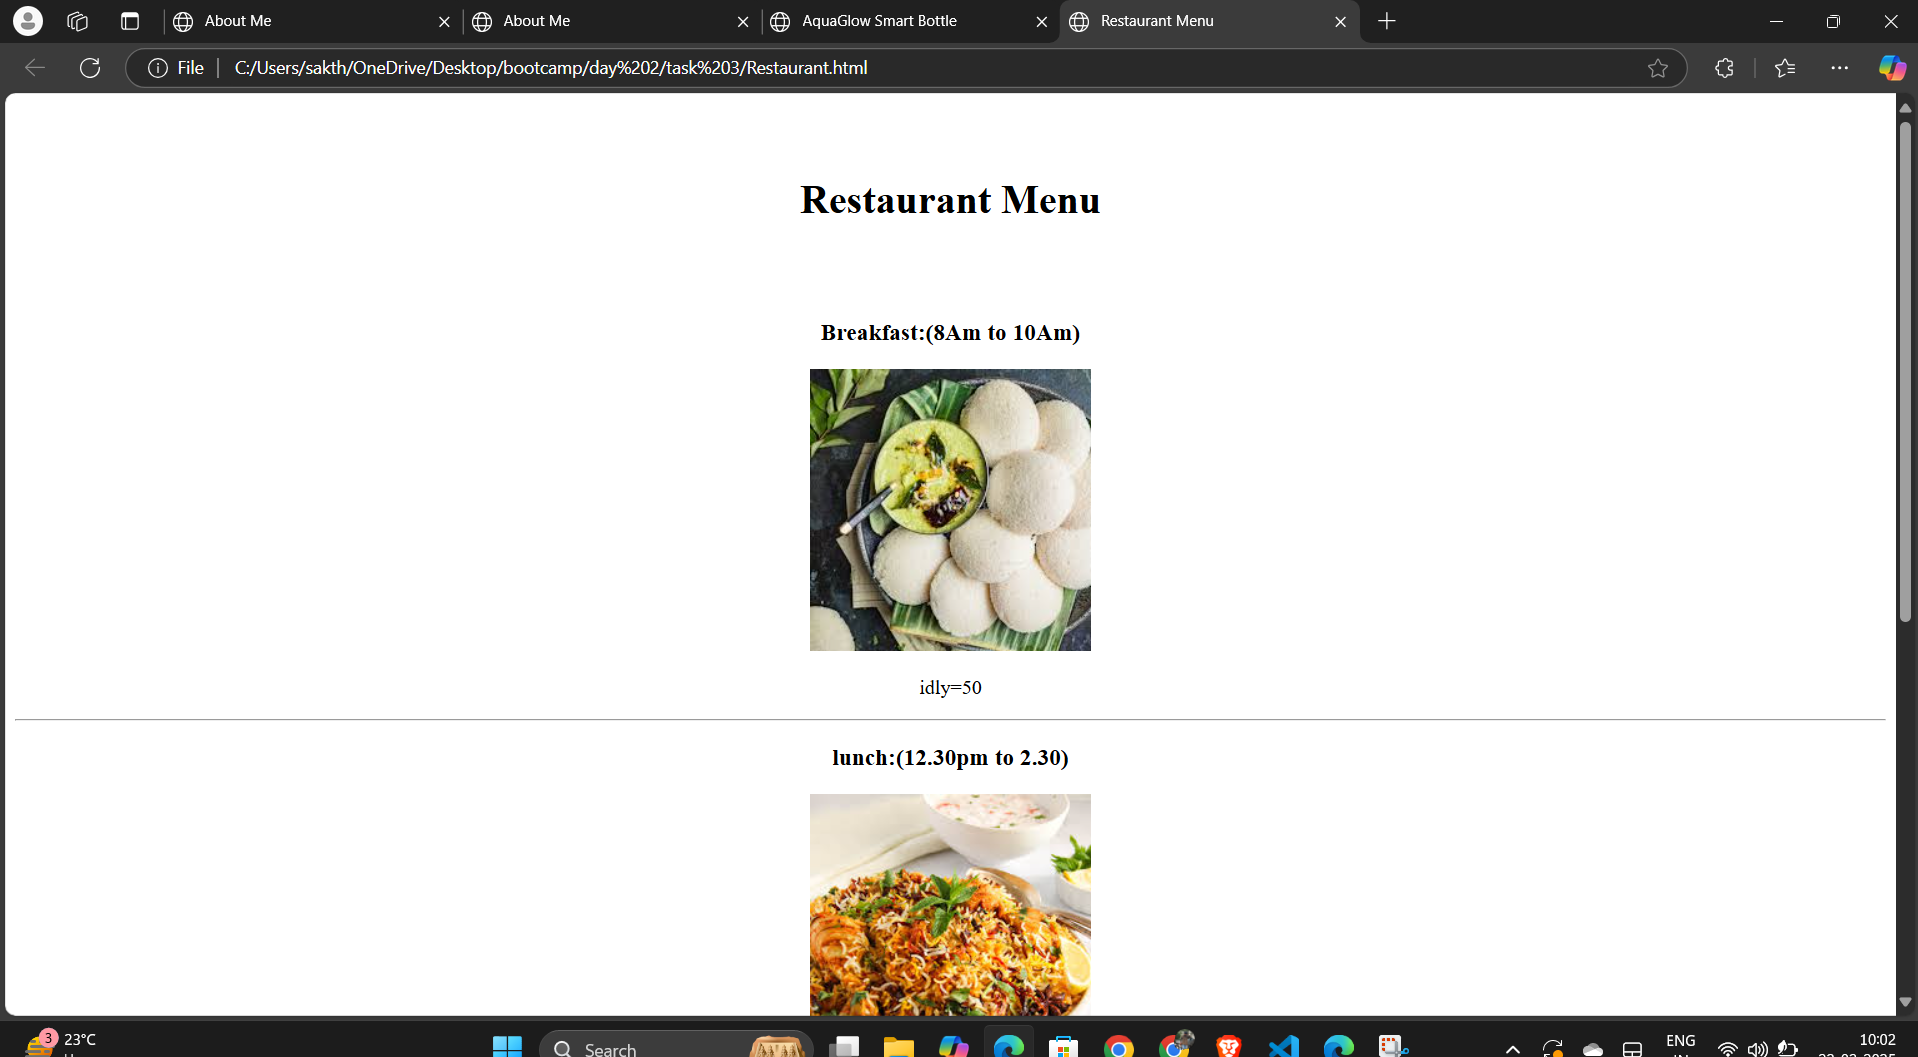 About Me
About Me
AquaGlow Smart Bottle
Restaurant Menu
File
C:/Users/sakth/OneDrive/Desktop/bootcamp/day%202/task%203/Restaurant.html
Restaurant Menu
Breakfast:(8Am to 10Am)
idly=50
lunch:(12.30pm to 2.30)
3
23°C
Search
ENG
10:02